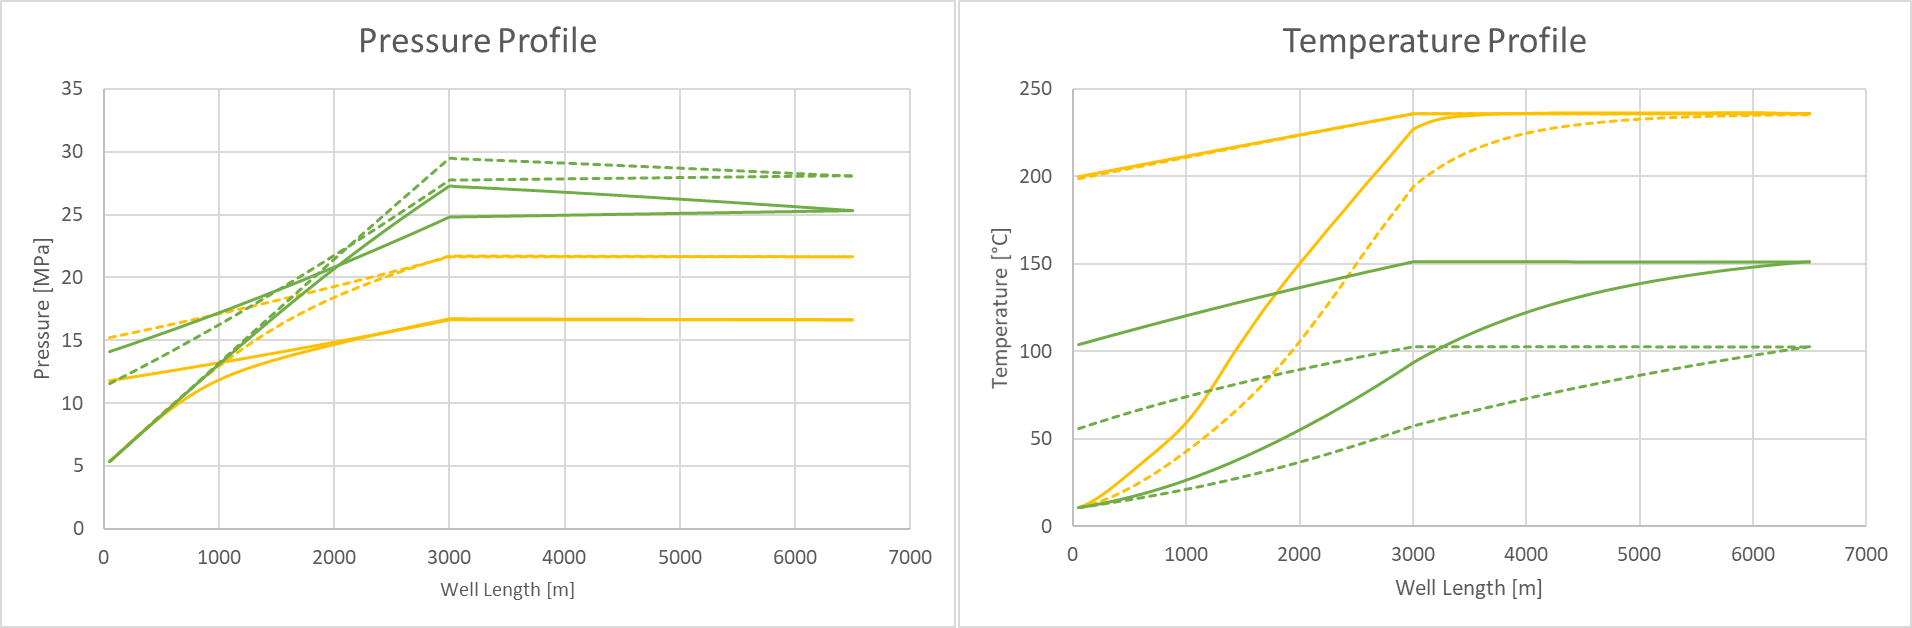 Pressure Profile
35
30
25
20
15
10
5
0
Pressure [MPa]
0 1000 2000 3000 4000 5000 6000 7000
Well Length [m]
Temperature Profile
250
200
150
100
50
0
Temperature [°C]
0 1000 2000 3000 4000 5000 6000 7000
Well Length [m]